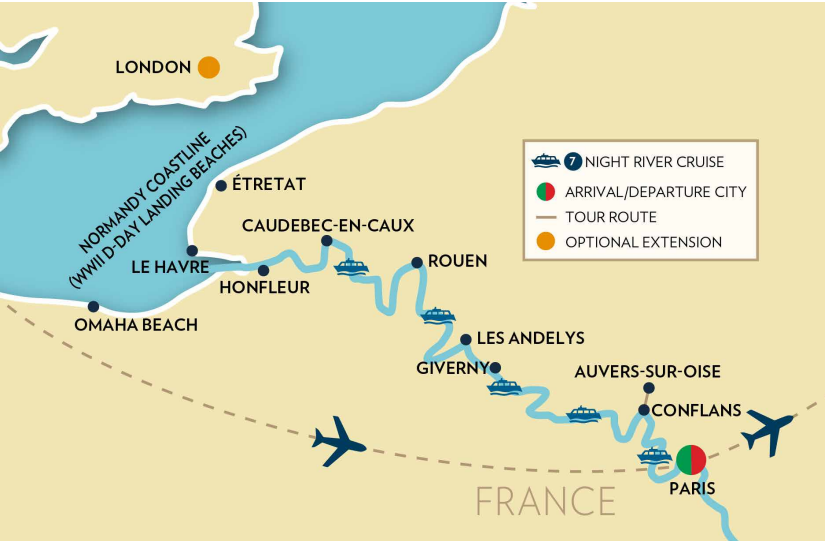 LONDON
NORMANDY COASTLINE
(WWII D-DAY LANDING BEACHES)
ÉTRETAT
CAUDEBEC-EN-CAUX
LE HAVRE
HONFLEUR
ROUEN
OMAHA BEACH
LES ANDELYS
GIVERNY
AUVERS-SUR-OISE
CONFLANS
PARIS
FRANCE
7 NIGHT RIVER CRUISE
ARRIVAL/DEPARTURE CITY
TOUR ROUTE
OPTIONAL EXTENSION